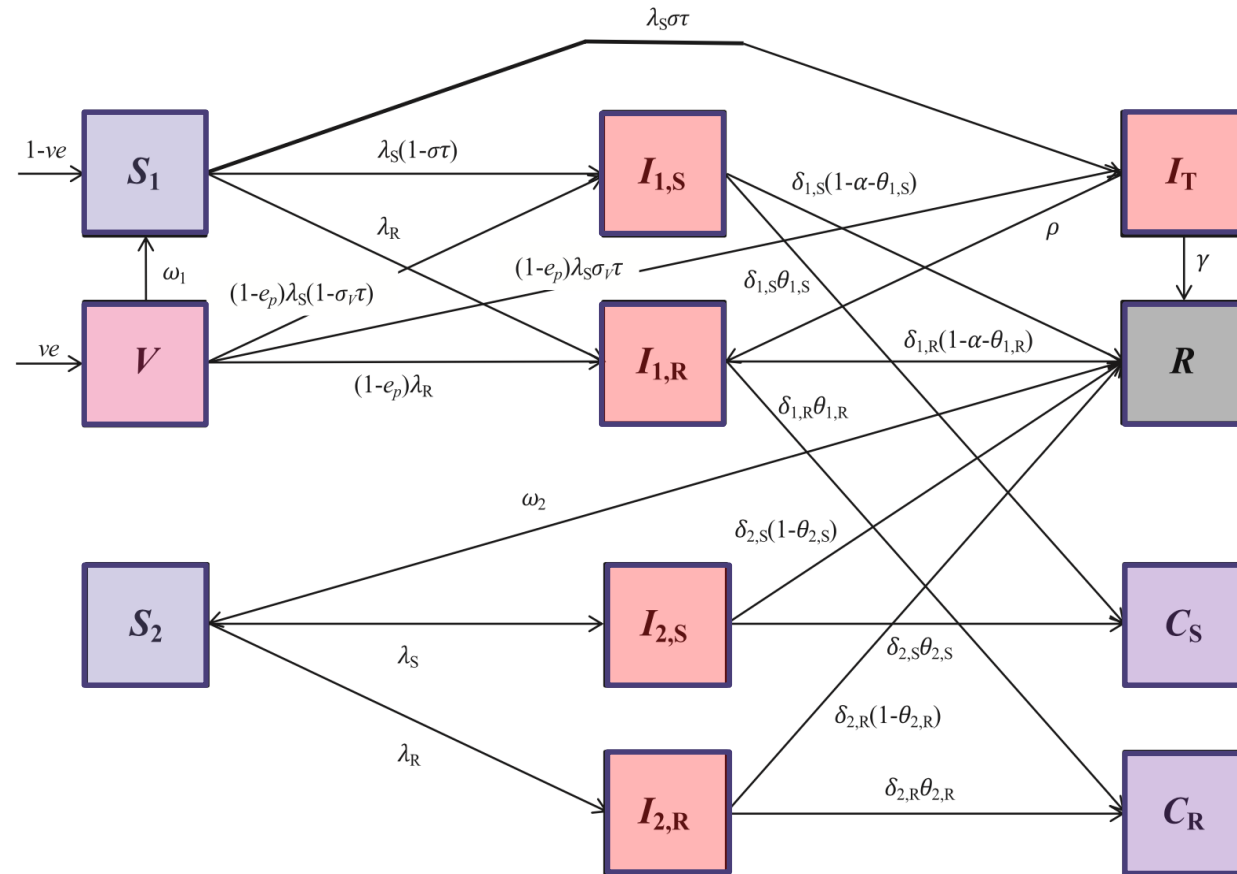 λSστ
1-ve
S1
λS(1-στ)
I1,S
δ1,S(1-α-θ1,S)
IT
λR
ρ
ω1
(1-ep)λSσVτ
γ
(1-ep)λS(1-σVτ)
δ1,Sθ1,S
ve
V
(1-ep)λR
I1,R
δ1,R(1-α-θ1,R)
R
δ1,Rθ1,R
ω2
δ2,S(1-θ2,S)
S2
I2,S
CS
λS
δ2,Sθ2,S
δ2,R(1-θ2,R)
λR
I2,R
δ2,Rθ2,R
CR